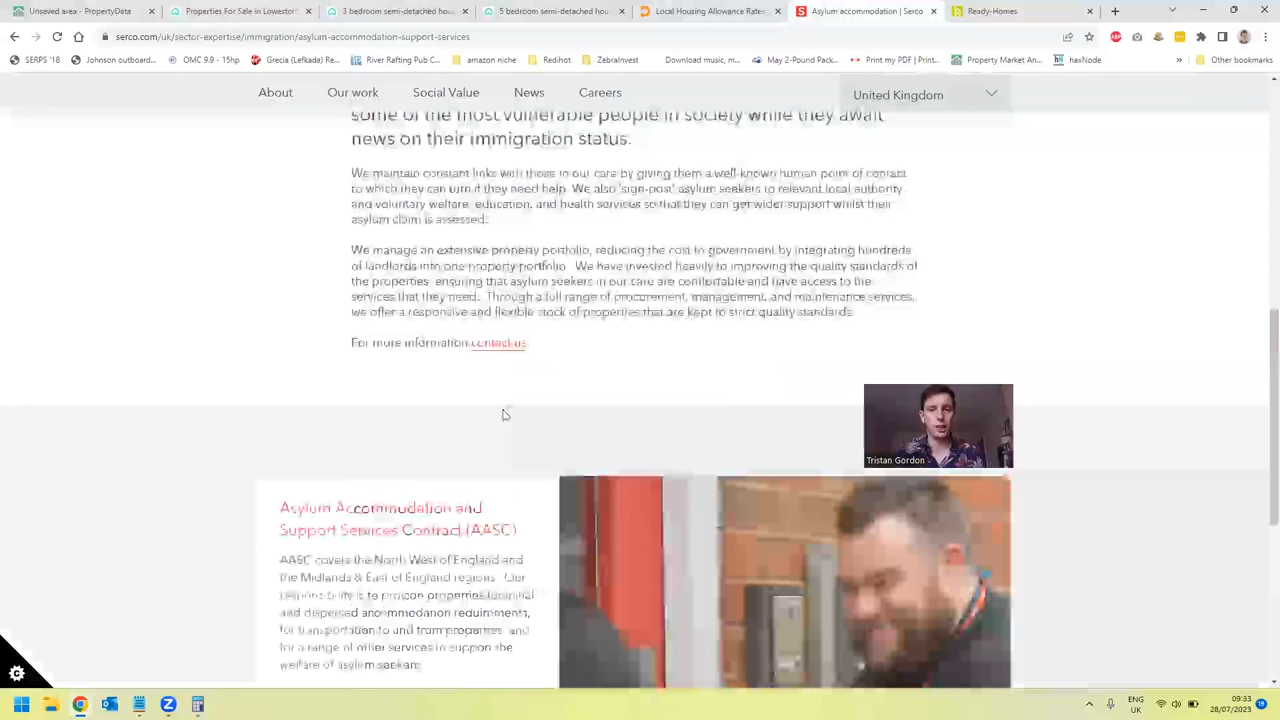 Unsaved area - PropertyData
Properties For Sale in Lowestof
3 bedroom semi-detached hou
5 bedroom semi-detached hou
Local Housing Allowance Rates
Asylum accommodation | Serco
Ready-Homes
serco.com/uk/sector-expertise/immigration/asylum-accommodation-support-services
SERPS '18
Johnson outboard...
OMC 9.9 - 15hp
Grecia (Lefkada) Re...
River Rafting Pub C...
amazon niche
Redihot
ZebraInvest
Download music, m...
May 2-Pound Pack...
Print my PDF | Prin...
Property Market An...
haxNode
»
Other bookmarks
About
Our work
Social Value
News
Careers
United Kingdom
some of the most vulnerable people in society while they await
news on their immigration status.
We maintain constant links with those in our care by giving them a well-known human point of contact
to which they can turn if they need help. We also 'sign-post' asylum seekers to relevant local authority
and voluntary welfare, education, and health services so that they can get wider support whilst their
asylum claim is assessed.
We manage an extensive property portfolio, reducing the cost to government by integrating hundreds
of landlords into one property portfolio. We have invested heavily to improving the quality standards of
the properties, ensuring that asylum seekers in our care are comfortable and have access to the
services that they need. Through a full range of procurement, management, and maintenance services,
we offer a responsive and flexible stock of properties that are kept to strict quality standards
For more information contact us
Tristan Gordon
Asylum Accommodation and
Support Services Contract (AASC)
AASC covers the North West of England and
the Midlands & East of England regions. Our
responsibility is to
and dispersed accommodation requirements,
for transportation to and from properties, and
for a range of other services to support the
welfare of asylum seekers
ENG
UK
09:33
28/07/2023
19